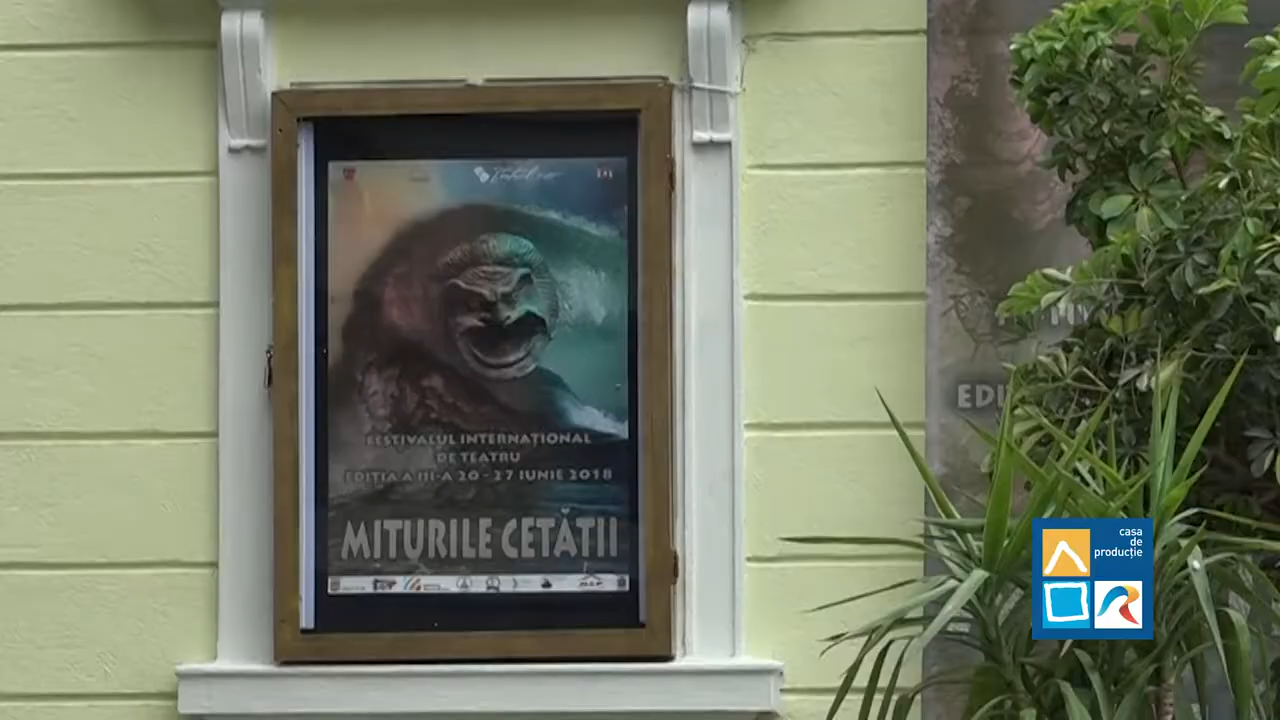 FESTIVALUL INTERNAȚIONAL
DE TEATRU
EDIȚIA A III-A 20 - 27 IUNIE 2018
MITURILE CETĂȚII
EDI
casa
de
producție